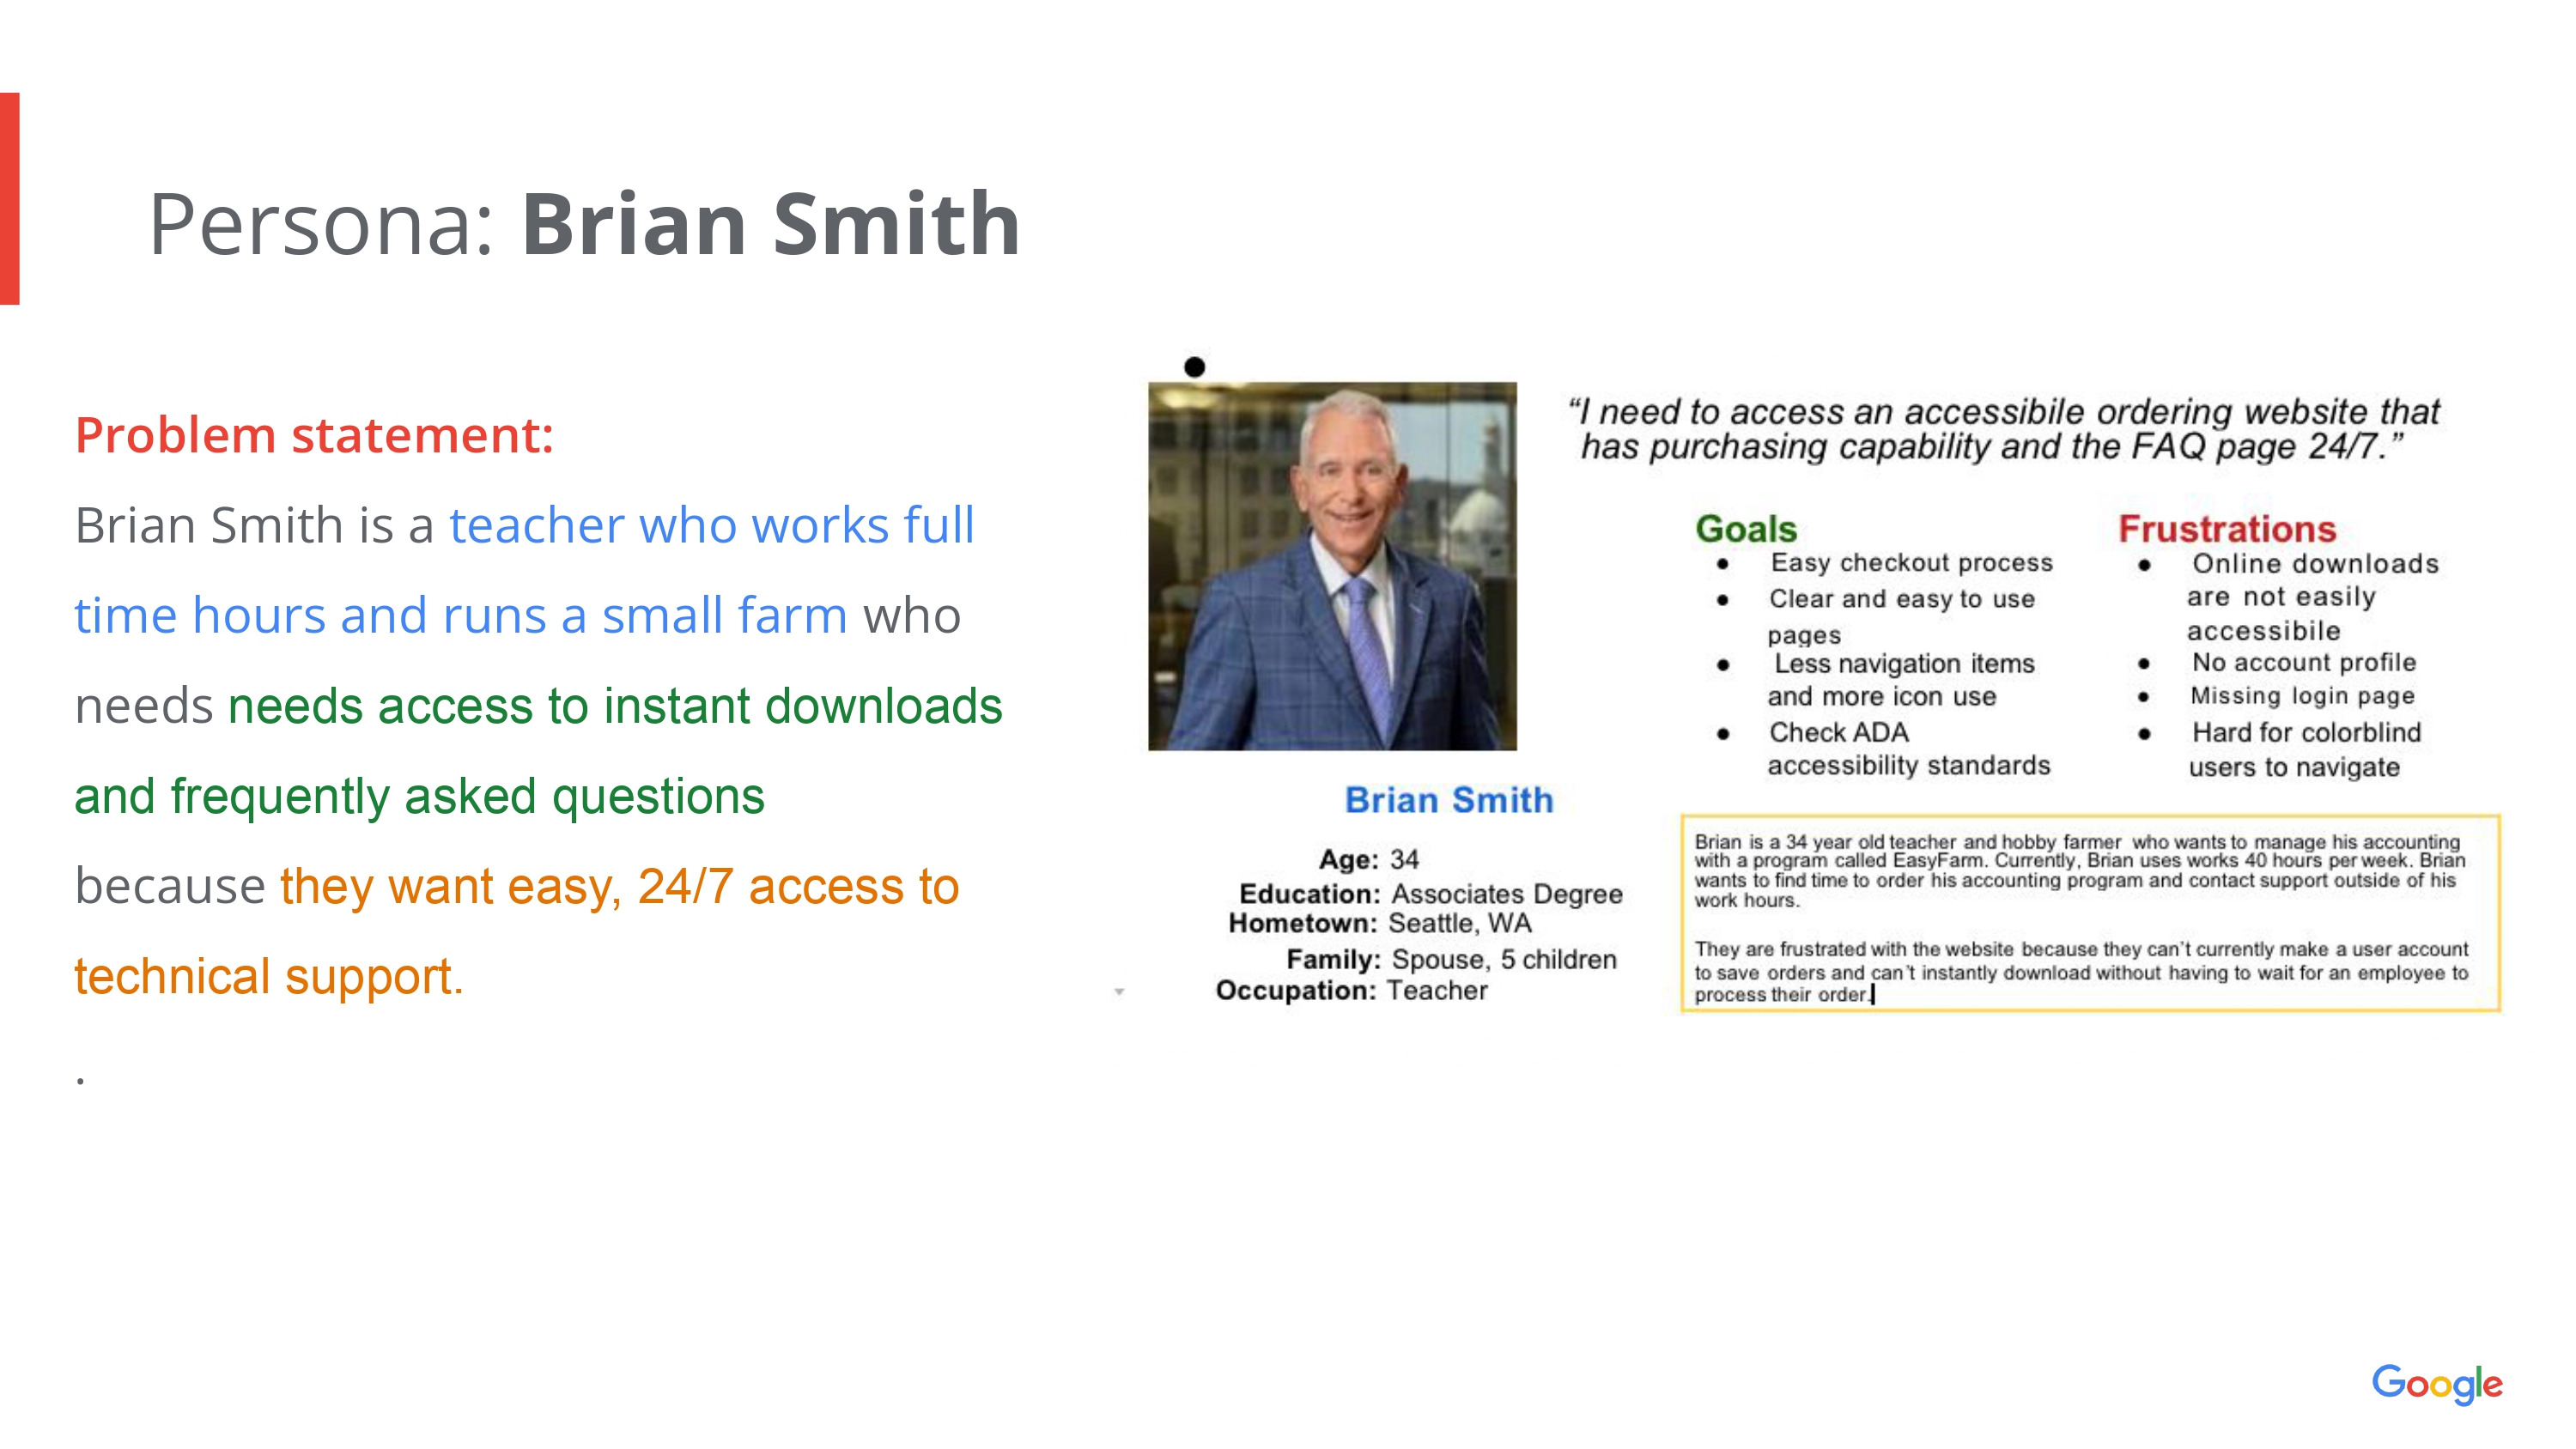 Persona: Brian Smith
Problem statement:
Brian Smith is a teacher who works full
time hours and runs a small farm who
needs needs access to instant downloads
and frequently asked questions
because they want easy, 24/7 access to
technical support.
.
“I need to access an accessibile ordering website that
has purchasing capability and the FAQ page 24/7.”
Goals
● Easy checkout process
● Clear and easy to use
pages
● Less navigation items
and more icon use
● Check ADA
accessibility standards
Frustrations
● Online downloads
are not easily
accessibile
● No account profile
● Missing login page
● Hard for colorblind
users to navigate
Brian Smith
Age: 34
Education: Associates Degree
Hometown: Seattle, WA
Family: Spouse, 5 children
Occupation: Teacher
Brian is a 34 year old teacher and hobby farmer who wants to manage his accounting
with a program called EasyFarm. Currently, Brian uses works 40 hours per week. Brian
wants to find time to order his accounting program and contact support outside of his
work hours.
They are frustrated with the website because they can’t currently make a user account
to save orders and can’t instantly download without having to wait for an employee to
process their order.
Google